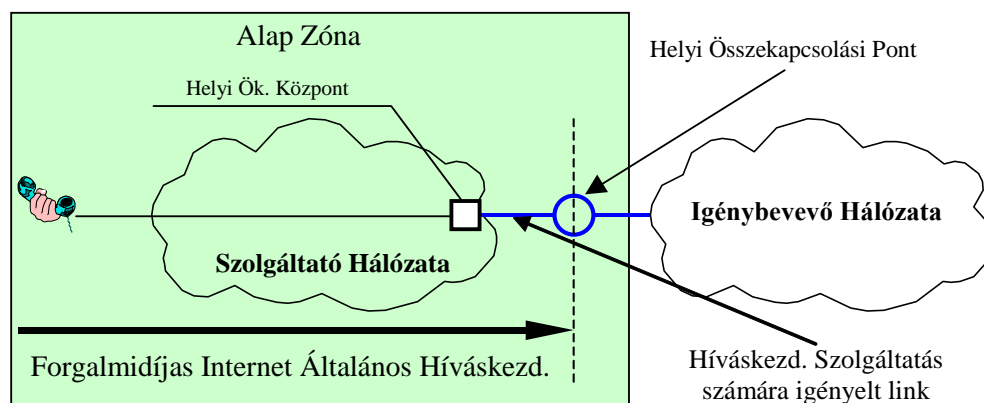 Alap Zóna
Helyi Összekapcsolási Pont
Helyi Ök. Központ
Igénybevevő Hálózata
Szolgáltató Hálózata
Forgalmidíjas Internet Általános Híváskezd.
Híváskezd. Szolgáltatás
számára igényelt link